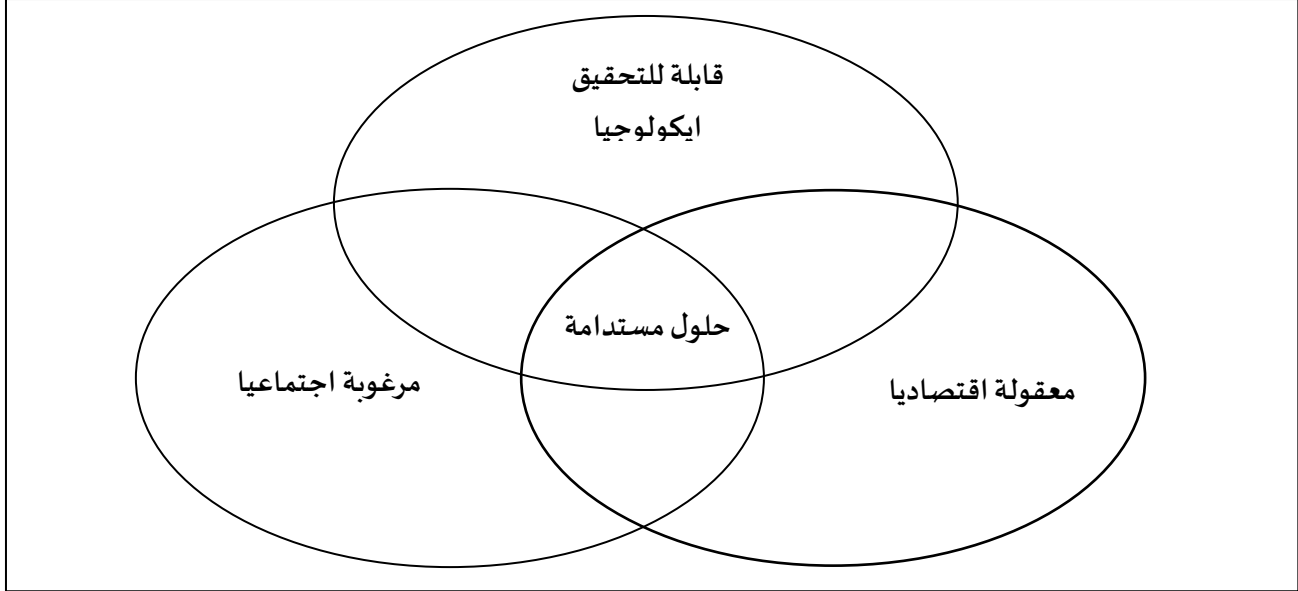 قابلة للتحقيق
ايكولوجيا
حلول مستدامة
مرغوبة اجتماعيا
معقولة اقتصاديا